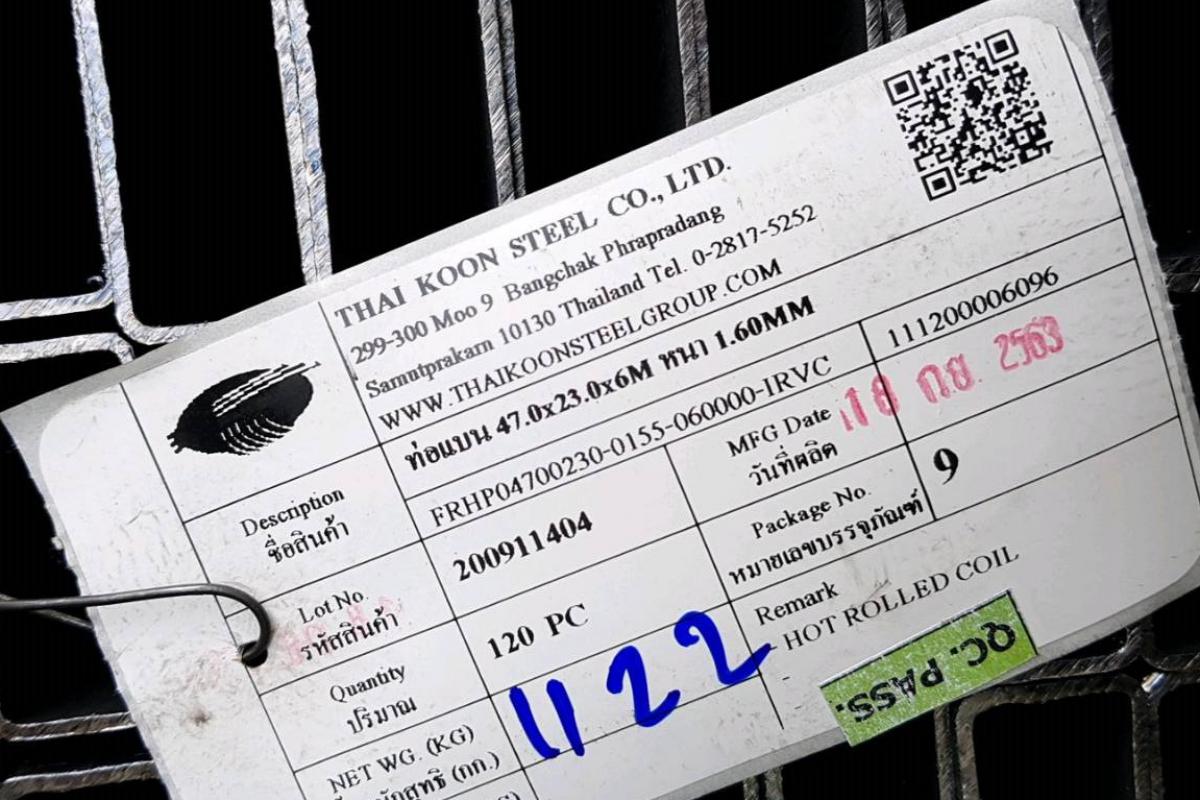 THAI KOON STEEL CO., LTD.
299-300 Moo 9 Bangchak Phrapradang
Samutprakarn 10130 Thailand Tel. 0-2817-5252
WWW.THAIKOONSTEELGROUP.COM
Description
ชื่อสินค้า
ท่อแบน 47.0x23.0x6M หนา 1.60MM
FRHP04700230-0155-060000-IRVC
111200006096
Lot No.
รหัสสินค้า
200911404
MFG Date
วันที่ผลิต
18 ก.ย. 2563
Quantity
ปริมาณ
120 PC
Package No.
หมายเลขบรรจุภัณฑ์
9
NET WG. (KG)
1122
Remark
- HOT ROLLED COIL
QC. PASS.